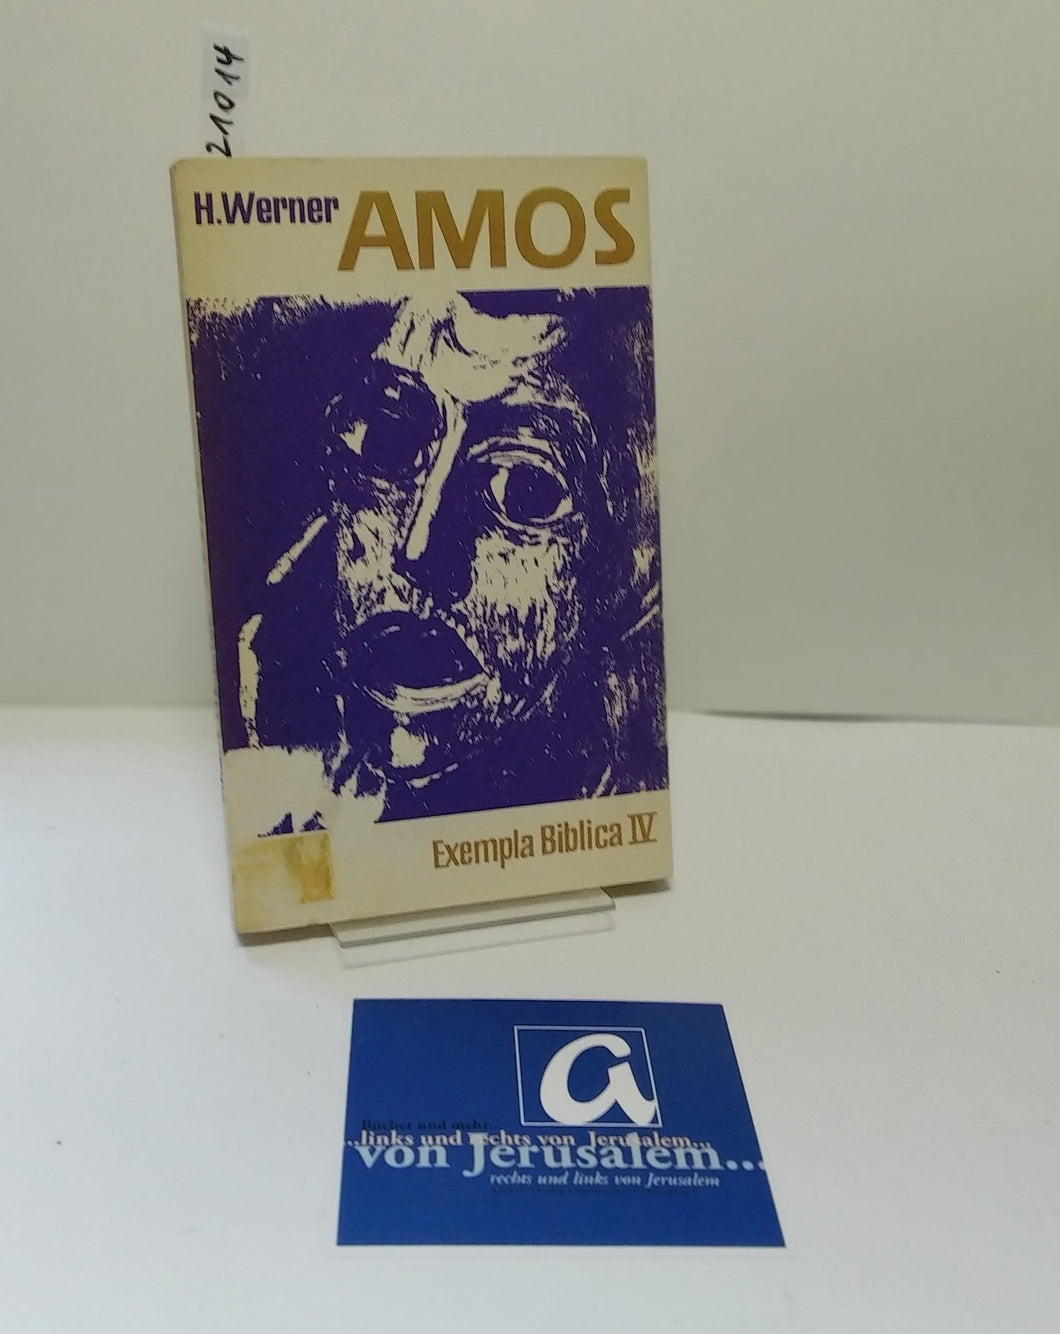 21014
H.Werner AMOS
Exempla Biblica IV
a
Bücher und mehr...
...links und rechts von Jerusalem...
von Jerusalem...
rechts und links von Jerusalem